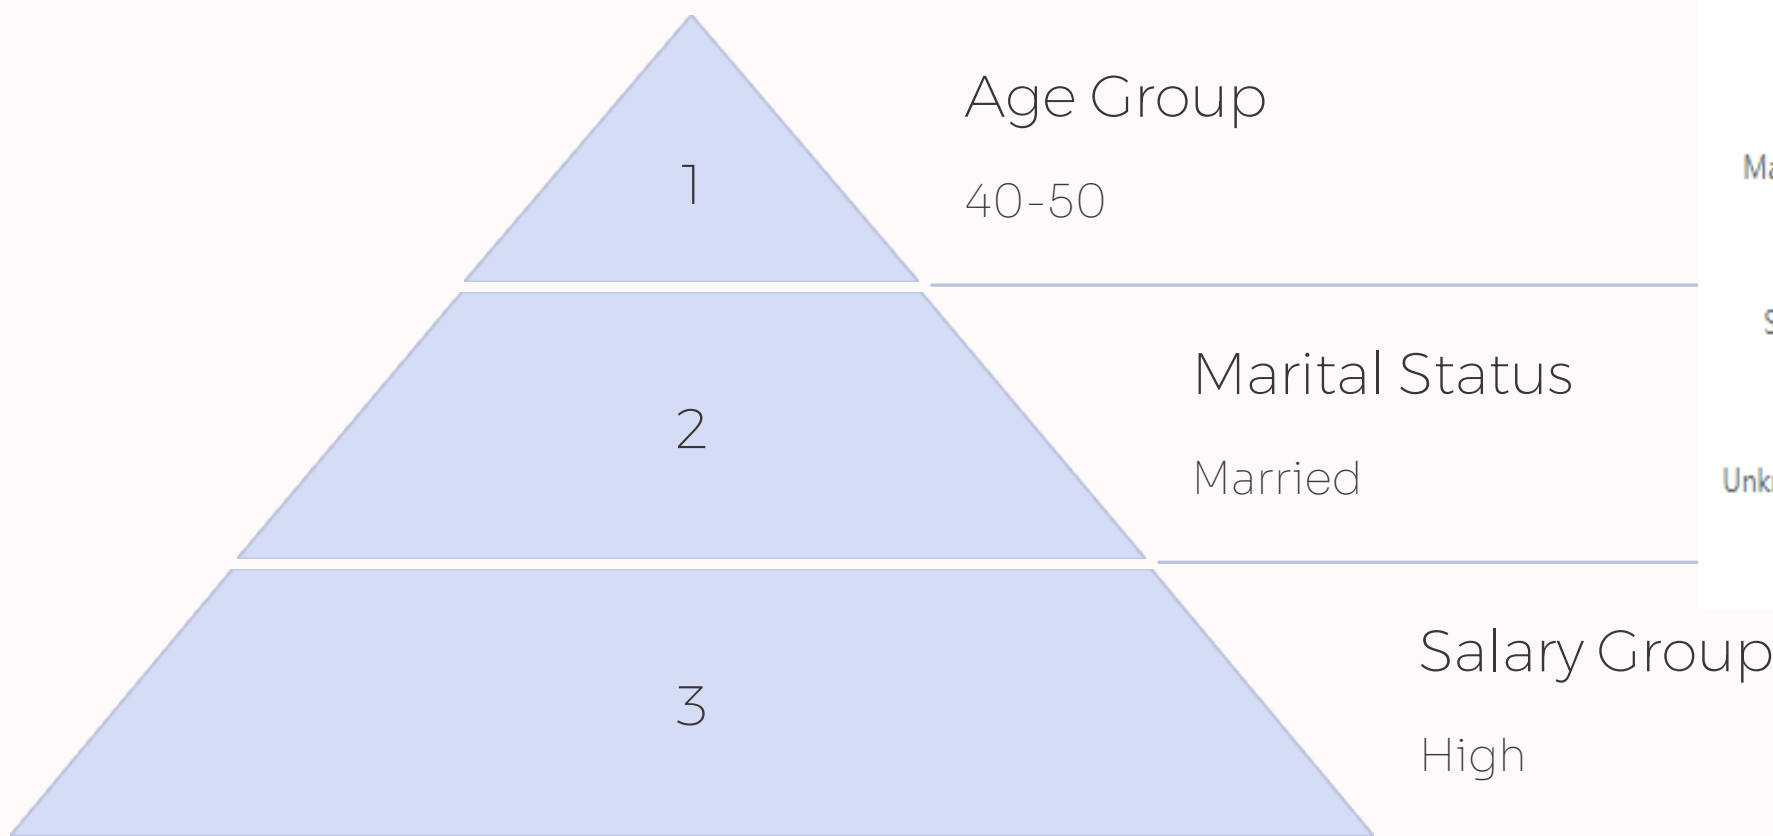 1
Age Group
40-50
2
Marital Status
Married
3
Salary Group
High